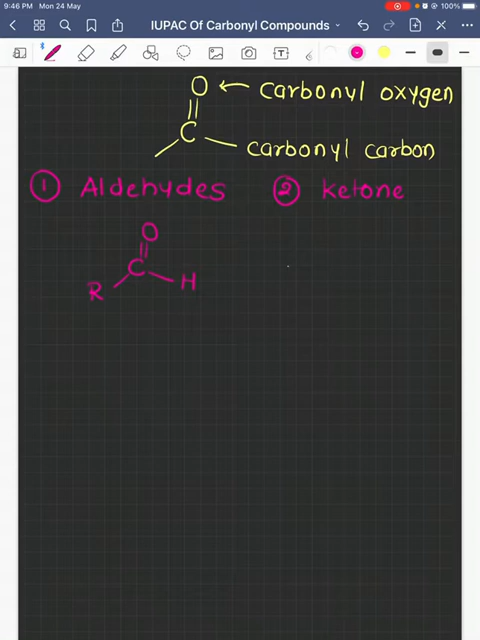 9:46 PM Mon 24 May 100%
IUPAC Of Carbonyl Compounds
T
O ← carbonyl oxygen
C carbonyl carbon
① Aldehydes ② ketone
O
C
R H